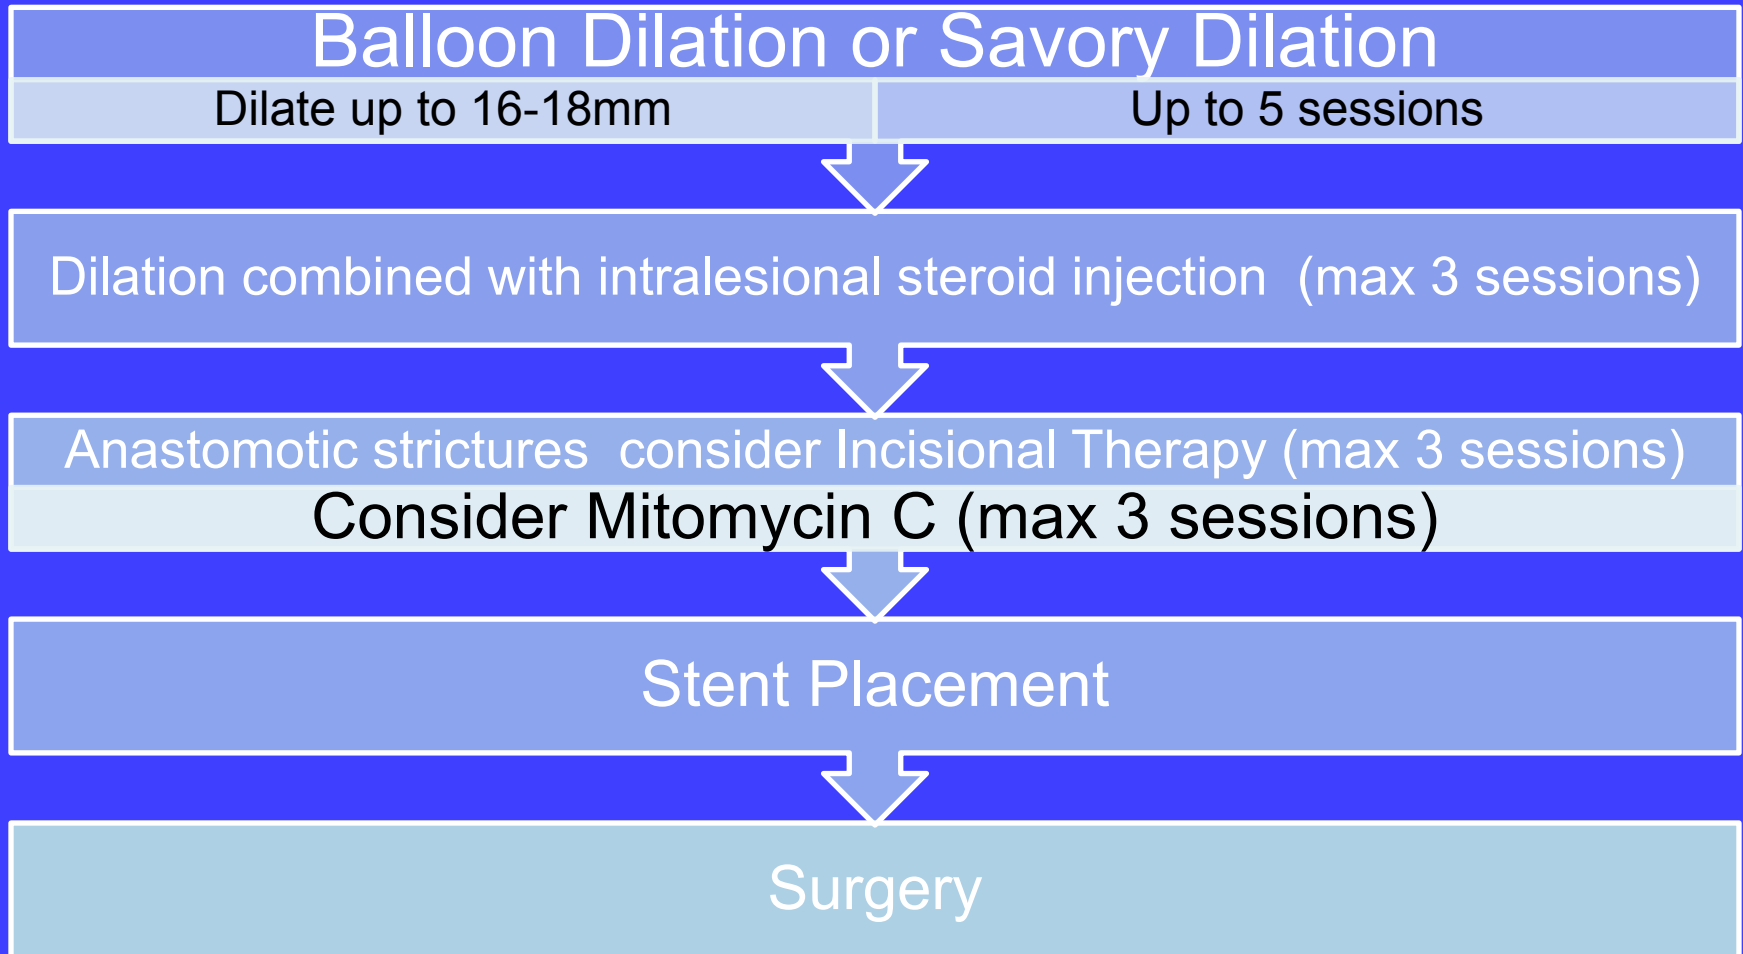 Balloon Dilation or Savory Dilation
Dilate up to 16-18mm
Up to 5 sessions
Dilation combined with intralesional steroid injection (max 3 sessions)
Anastomotic strictures consider Incisional Therapy (max 3 sessions)
Consider Mitomycin C (max 3 sessions)
Stent Placement
Surgery